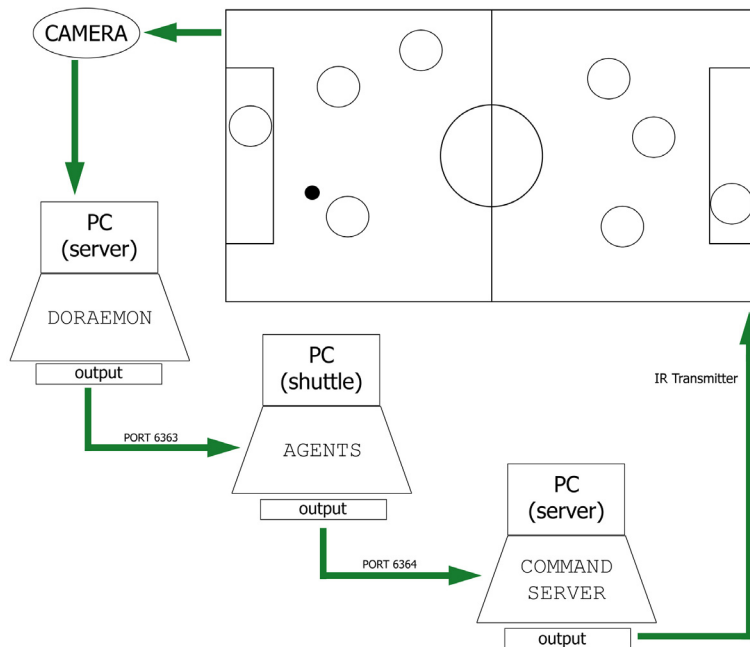 CAMERA
PC
(server)
DORAEMON
output
PORT 6363
PC
(shuttle)
AGENTS
output
PORT 6364
PC
(server)
COMMAND
SERVER
output
IR Transmitter